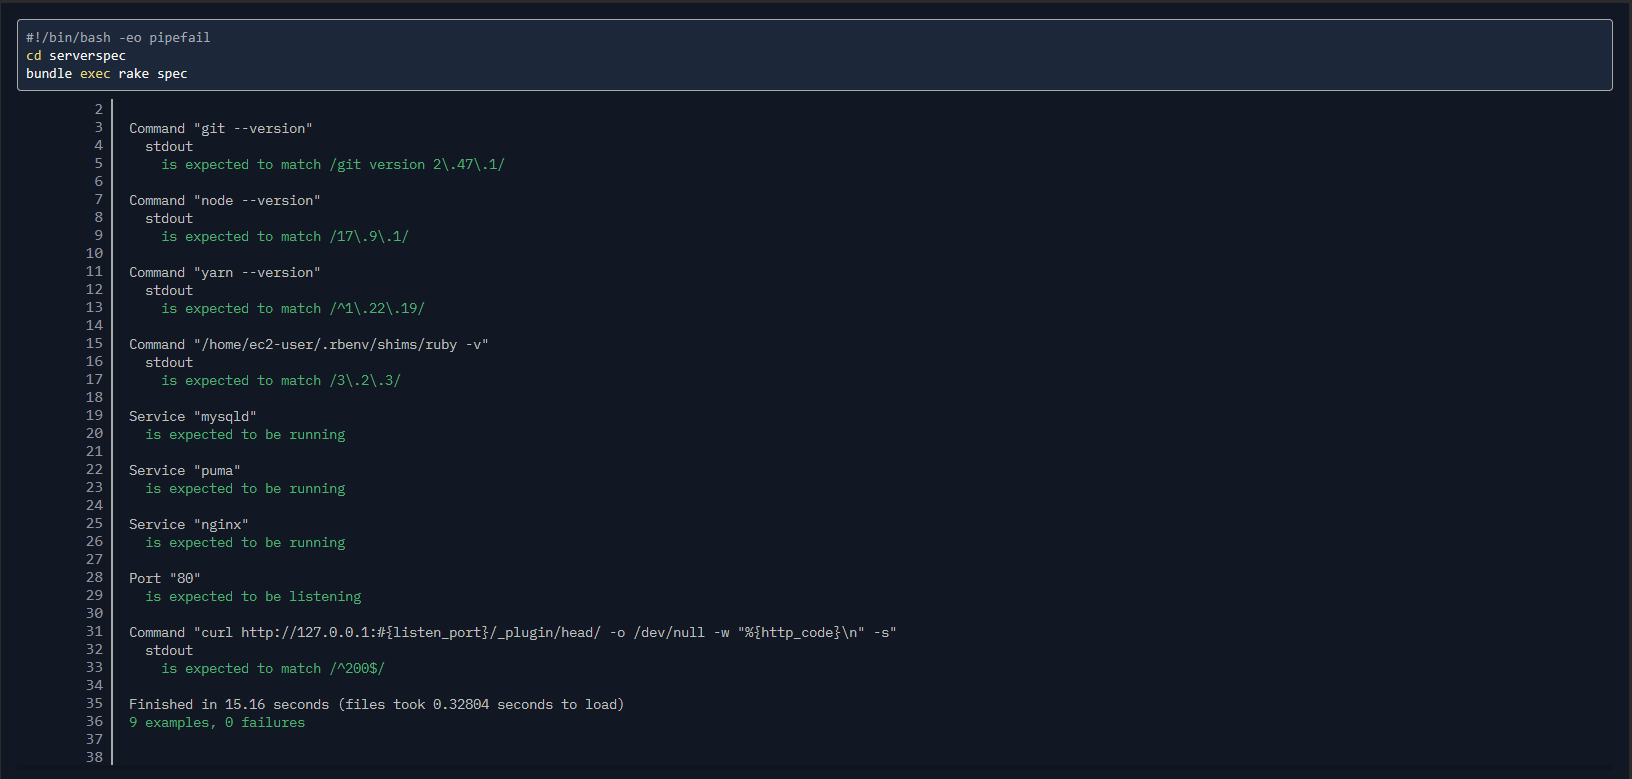 #!/bin/bash -eo pipefail
cd serverspec
bundle exec rake spec
2
3 Command "git --version"
4 stdout
5 is expected to match /git version 2\.47\.1/
6
7 Command "node --version"
8 stdout
9 is expected to match /17\.9\.1/
10
11 Command "yarn --version"
12 stdout
13 is expected to match /^1\.22\.19/
14
15 Command "/home/ec2-user/.rbenv/shims/ruby -v"
16 stdout
17 is expected to match /3\.2\.3/
18
19 Service "mysqld"
20 is expected to be running
21
22 Service "puma"
23 is expected to be running
24
25 Service "nginx"
26 is expected to be running
27
28 Port "80"
29 is expected to be listening
30
31 Command "curl http://127.0.0.1:#{listen_port}/_plugin/head/ -o /dev/null -w "%{http_code}\n" -s"
32 stdout
33 is expected to match /^200$/
34
35 Finished in 15.16 seconds (files took 0.32804 seconds to load)
36 9 examples, 0 failures
37
38